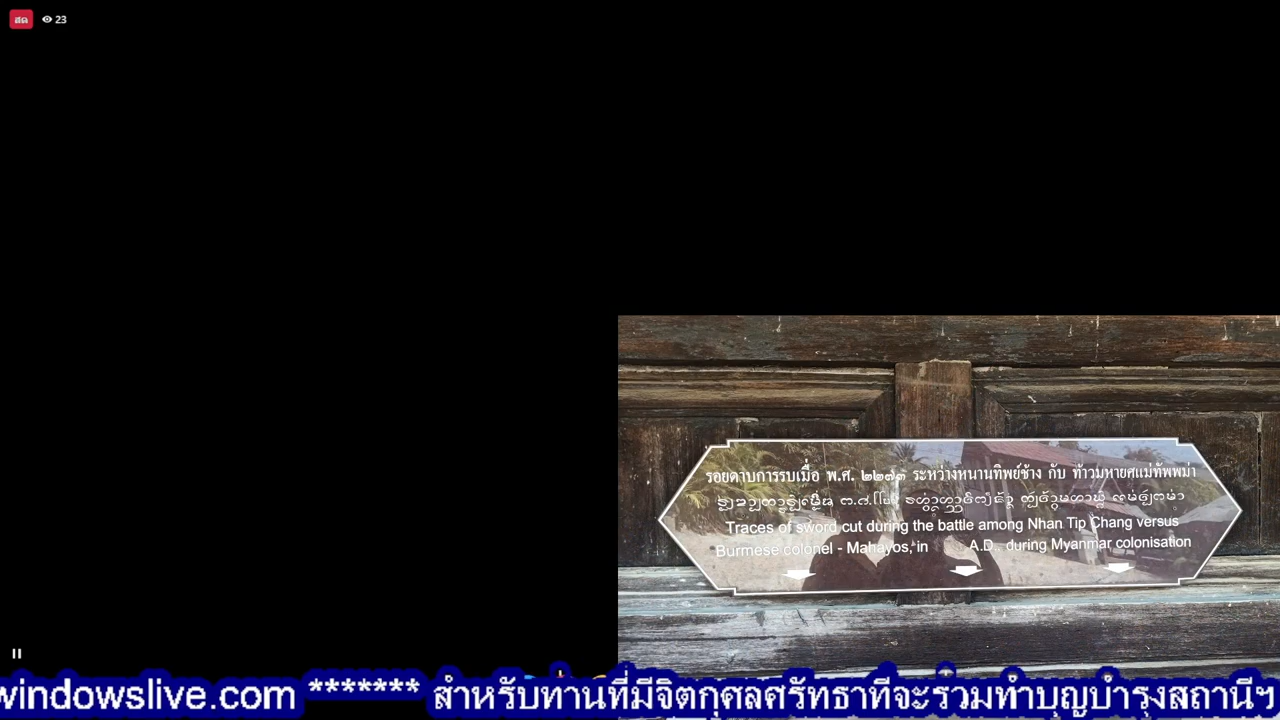 สด 23
รอยดาบการรบเมื่อ พ.ศ. ๒๒๗๓ ระหว่างหนานทิพย์ช้าง กับ ท้าวมหายศแม่ทัพพม่า
Traces of sword cut during the battle among Nhan Tip Chang versus
Burmese colonel - Mahayos, in A.D., during Myanmar colonisation
windowslive.com ******* สำหรับท่านที่มีจิตกุศลศรัทธาที่จะร่วมทำบุญบำรุงสถานีฯ